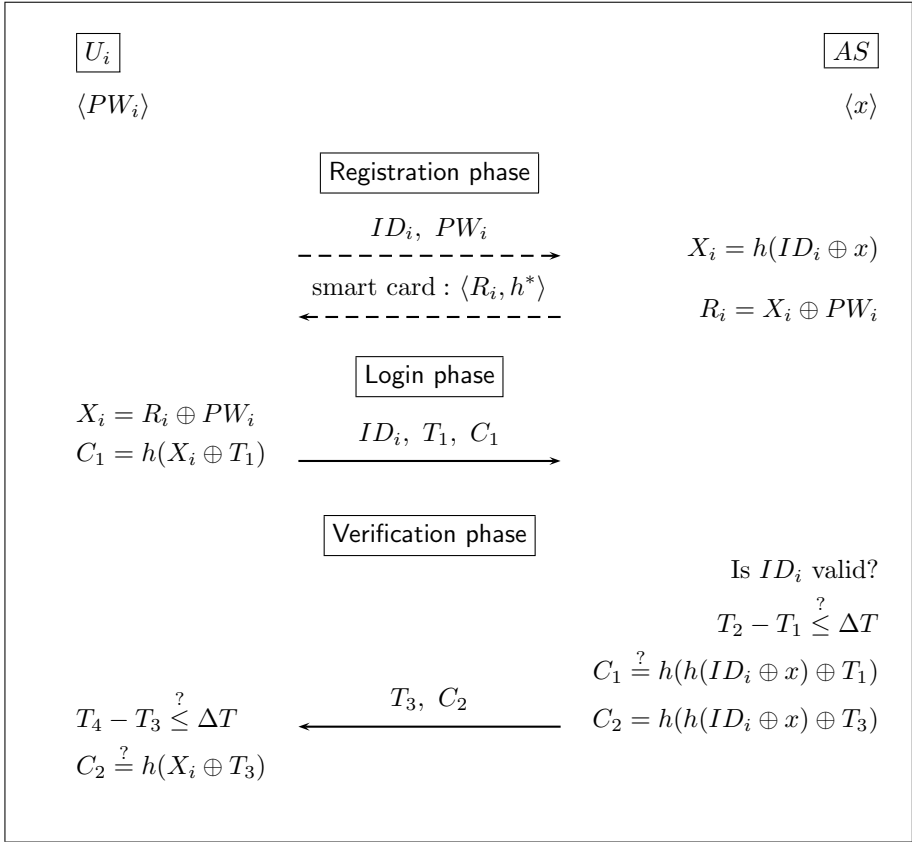 U_i AS
⟨PW_i⟩ ⟨x⟩
Registration phase
ID_i, PW_i
X_i = h(ID_i ⊕ x)
smart card : ⟨R_i, h*⟩
R_i = X_i ⊕ PW_i
Login phase
X_i = R_i ⊕ PW_i
C_1 = h(X_i ⊕ T_1)
ID_i, T_1, C_1
Verification phase
Is ID_i valid?
T_2 − T_1 ≤? ΔT
C_1 =? h(h(ID_i ⊕ x) ⊕ T_1)
C_2 = h(h(ID_i ⊕ x) ⊕ T_3)
T_3, C_2
T_4 − T_3 ≤? ΔT
C_2 =? h(X_i ⊕ T_3)